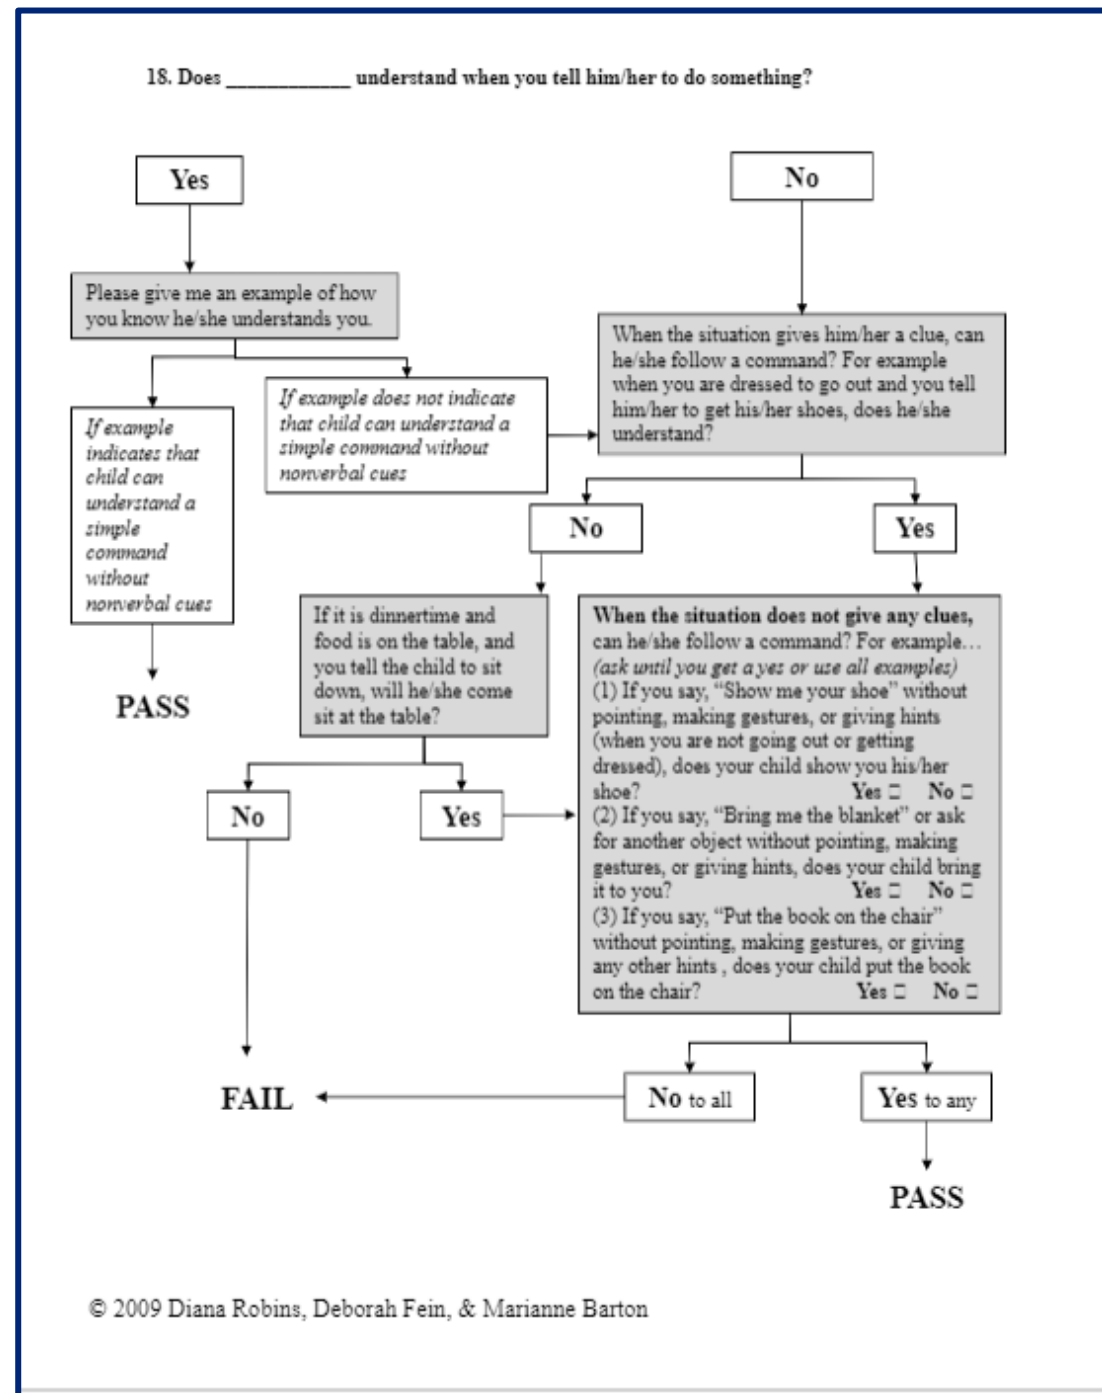 18. Does ____________ understand when you tell him/her to do something?
Yes
No
Please give me an example of how
you know he/she understands you.
When the situation gives him/her a clue, can
he/she follow a command? For example
when you are dressed to go out and you tell
him/her to get his/her shoes, does he/she
understand?
If example
indicates that
child can
understand a
simple
command
without
nonverbal cues
If example does not indicate
that child can understand a
simple command without
nonverbal cues
No
Yes
PASS
If it is dinnertime and
food is on the table, and
you tell the child to sit
down, will he/she come
sit at the table?
When the situation does not give any clues,
can he/she follow a command? For example…
(ask until you get a yes or use all examples)
(1) If you say, “Show me your shoe” without
pointing, making gestures, or giving hints
(when you are not going out or getting
dressed), does your child show you his/her
shoe? Yes □ No □
(2) If you say, “Bring me the blanket” or ask
for another object without pointing, making
gestures, or giving hints, does your child bring
it to you? Yes □ No □
(3) If you say, “Put the book on the chair”
without pointing, making gestures, or giving
any other hints , does your child put the book
on the chair? Yes □ No □
No
Yes
FAIL
No to all
Yes to any
PASS
© 2009 Diana Robins, Deborah Fein, & Marianne Barton